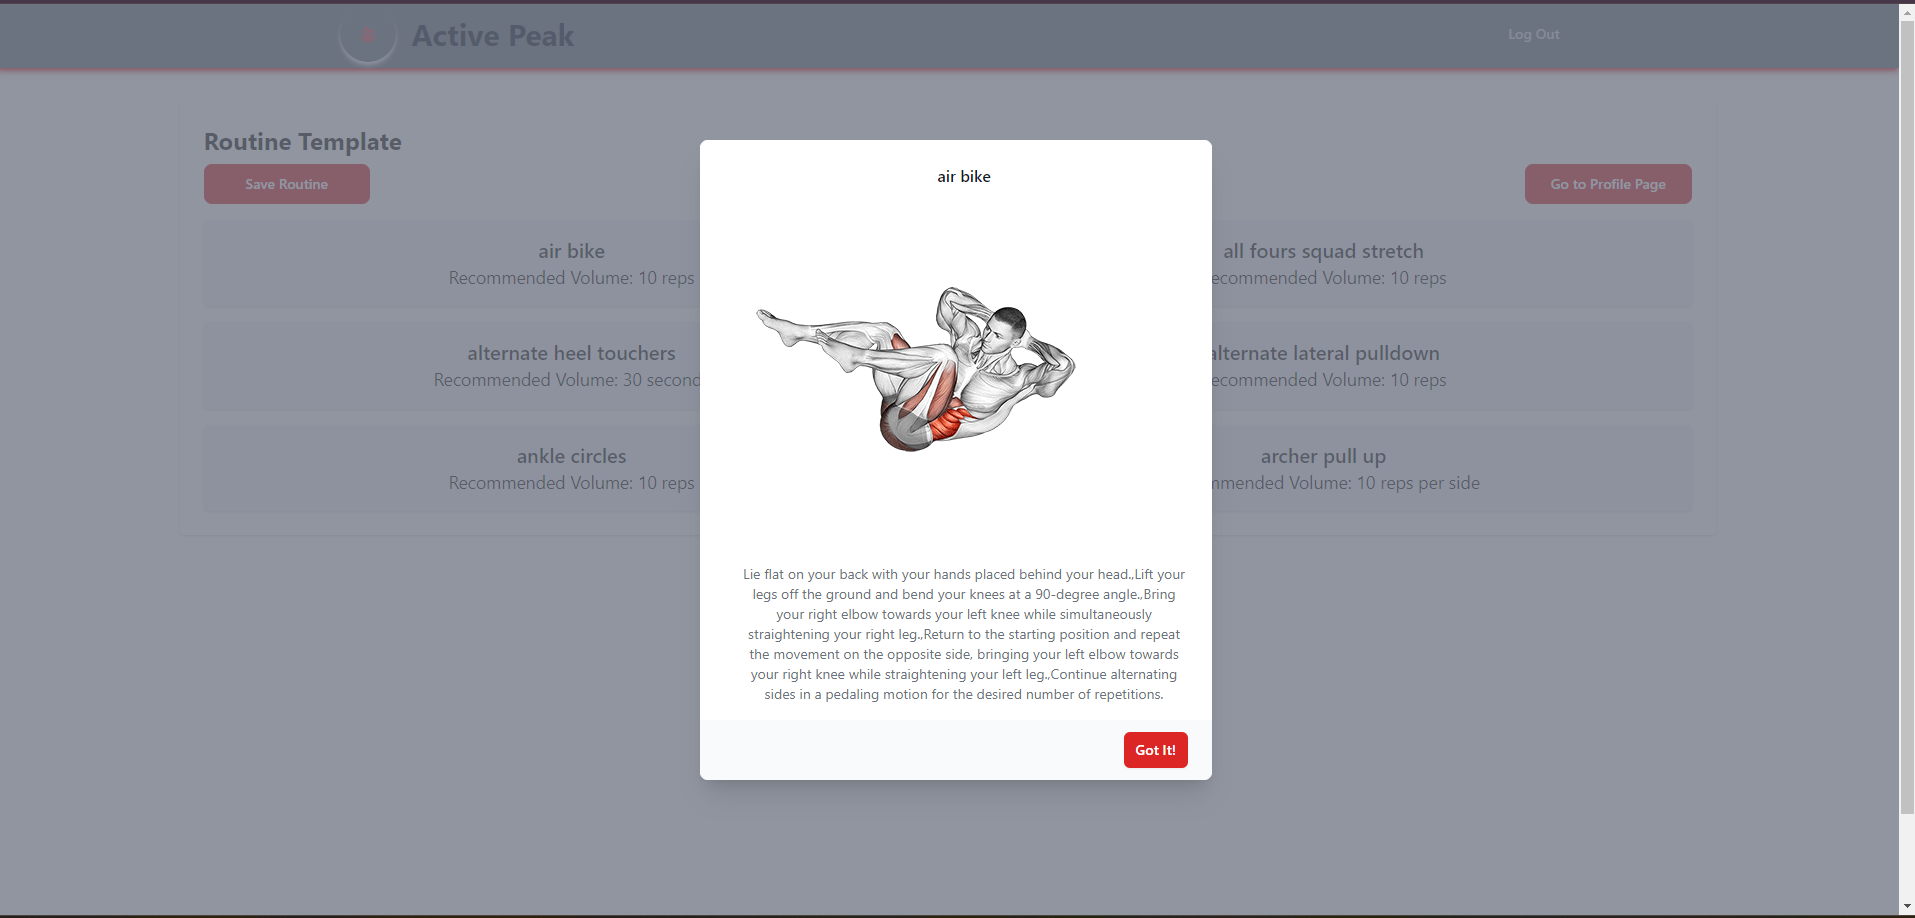 Active Peak
Log Out
Routine Template
Save Routine
Go to Profile Page
air bike
Recommended Volume: 10 reps
all fours squad stretch
ecommended Volume: 10 reps
alternate heel touchers
Recommended Volume: 30 second
alternate lateral pulldown
ecommended Volume: 10 reps
ankle circles
Recommended Volume: 10 reps
archer pull up
mmended Volume: 10 reps per side
air bike
Lie flat on your back with your hands placed behind your head.,Lift your
legs off the ground and bend your knees at a 90-degree angle.,Bring
your right elbow towards your left knee while simultaneously
straightening your right leg.,Return to the starting position and repeat
the movement on the opposite side, bringing your left elbow towards
your right knee while straightening your left leg.,Continue alternating
sides in a pedaling motion for the desired number of repetitions.
Got It!